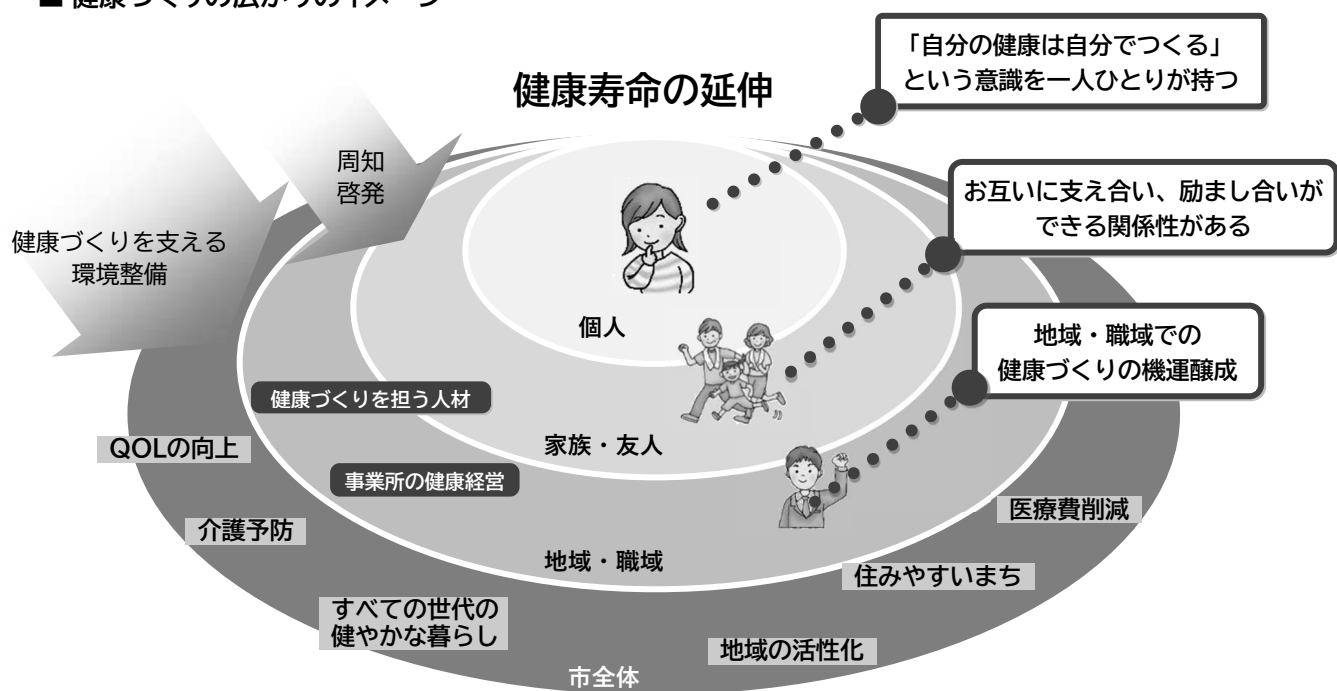 ■ 健康づくりの広がりのイメージ
健康寿命の延伸
「自分の健康は自分でつくる」
という意識を一人ひとりが持つ
周知
啓発
お互いに支え合い、励まし合いが
できる関係性がある
健康づくりを支える
環境整備
個人
地域・職域での
健康づくりの機運醸成
健康づくりを担う人材
家族・友人
QOLの向上
事業所の健康経営
介護予防
医療費削減
地域・職域
住みやすいまち
すべての世代の
健やかな暮らし
地域の活性化
市全体